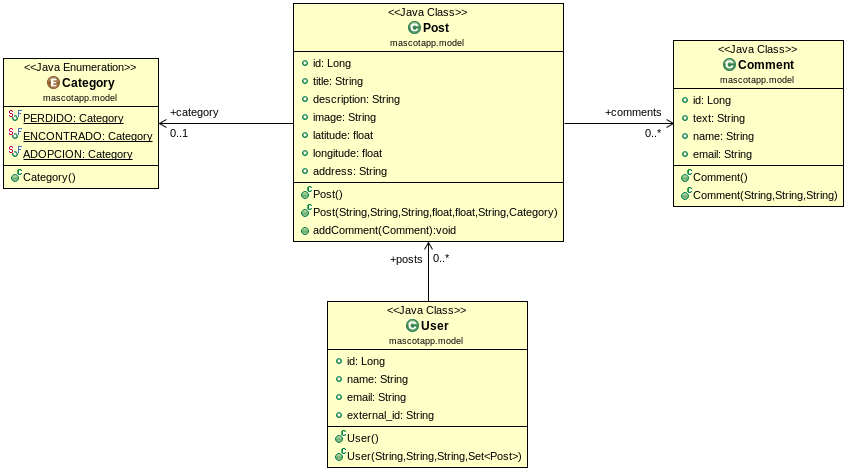 <<Java Class>>
Post
mascotapp.model
id: Long
title: String
description: String
image: String
latitude: float
longitude: float
address: String
Post()
Post(String,String,String,float,float,String,Category)
addComment(Comment):void
<<Java Enumeration>>
E Category
mascotapp.model
PERDIDO: Category
ENCONTRADO: Category
ADOPCION: Category
Category()
+category
0..1
+comments
0..*
<<Java Class>>
Comment
mascotapp.model
id: Long
text: String
name: String
email: String
Comment()
Comment(String,String,String)
+posts
0..*
<<Java Class>>
User
mascotapp.model
id: Long
name: String
email: String
external_id: String
User()
User(String,String,String,Set<Post>)